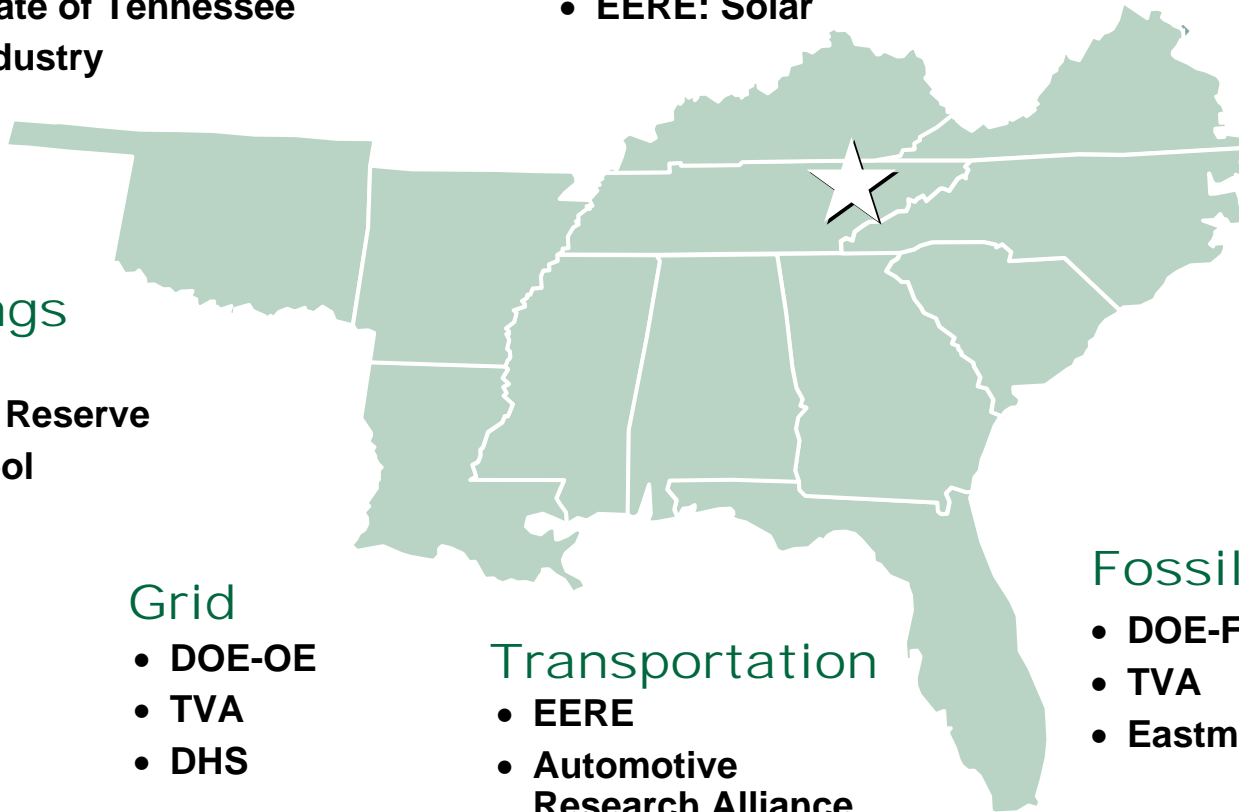 ate of Tennessee
dustry
• EERE: Solar
ngs
Reserve
ol
Grid
• DOE-OE
• TVA
• DHS
Transportation
• EERE
• Automotive
Research Alliance
Fossil
• DOE-F
• TVA
• Eastm